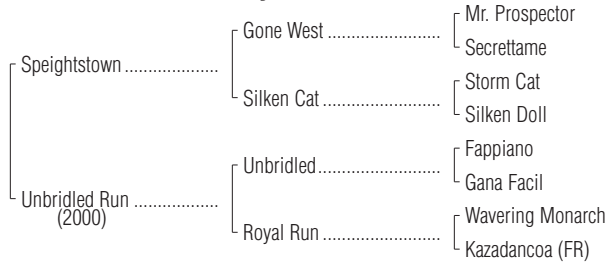 Mr. Prospector
Gone West
Secrettame
Speightstown
Storm Cat
Silken Cat
Silken Doll
Fappiano
Unbridled
Gana Facil
Unbridled Run
(2000)
Wavering Monarch
Royal Run
Kazadancoa (FR)